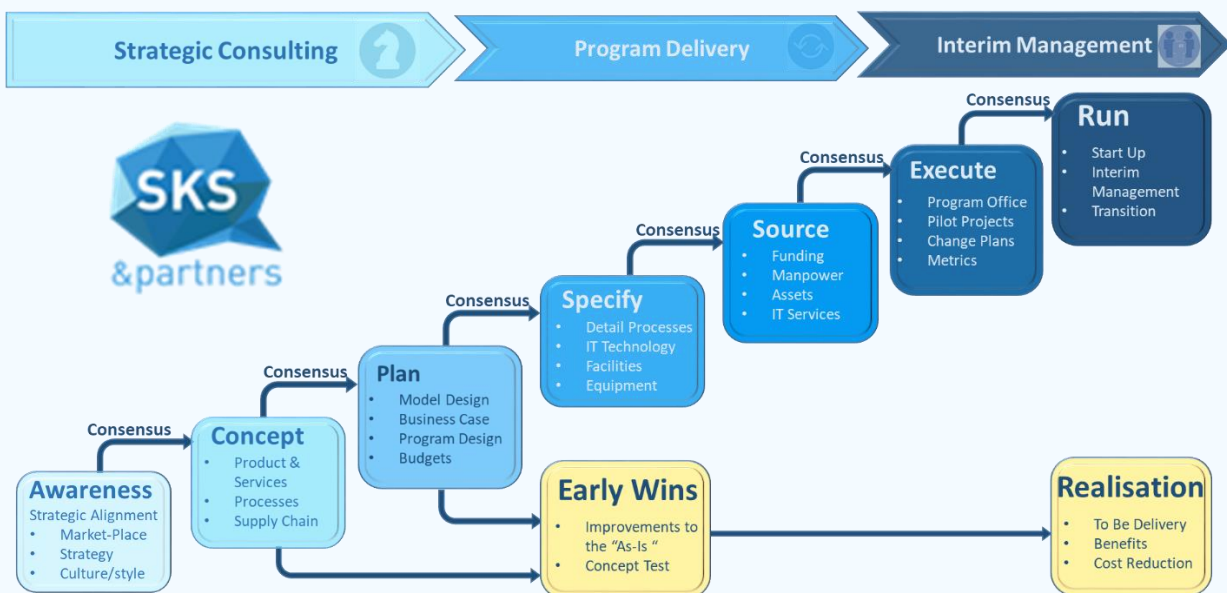 Strategic Consulting
Program Delivery
Interim Management
SKS
&partners
Awareness
Strategic Alignment
• Market-Place
• Strategy
• Culture/style
Consensus
Concept
• Product &
Services
• Processes
• Supply Chain
Consensus
Plan
• Model Design
• Business Case
• Program Design
• Budgets
Consensus
Specify
• Detail Processes
• IT Technology
• Facilities
• Equipment
Consensus
Source
• Funding
• Manpower
• Assets
• IT Services
Consensus
Execute
• Program Office
• Pilot Projects
• Change Plans
• Metrics
Consensus
Run
• Start Up
• Interim
Management
• Transition
Early Wins
• Improvements to
the "As-Is "
• Concept Test
Realisation
• To Be Delivery
• Benefits
• Cost Reduction